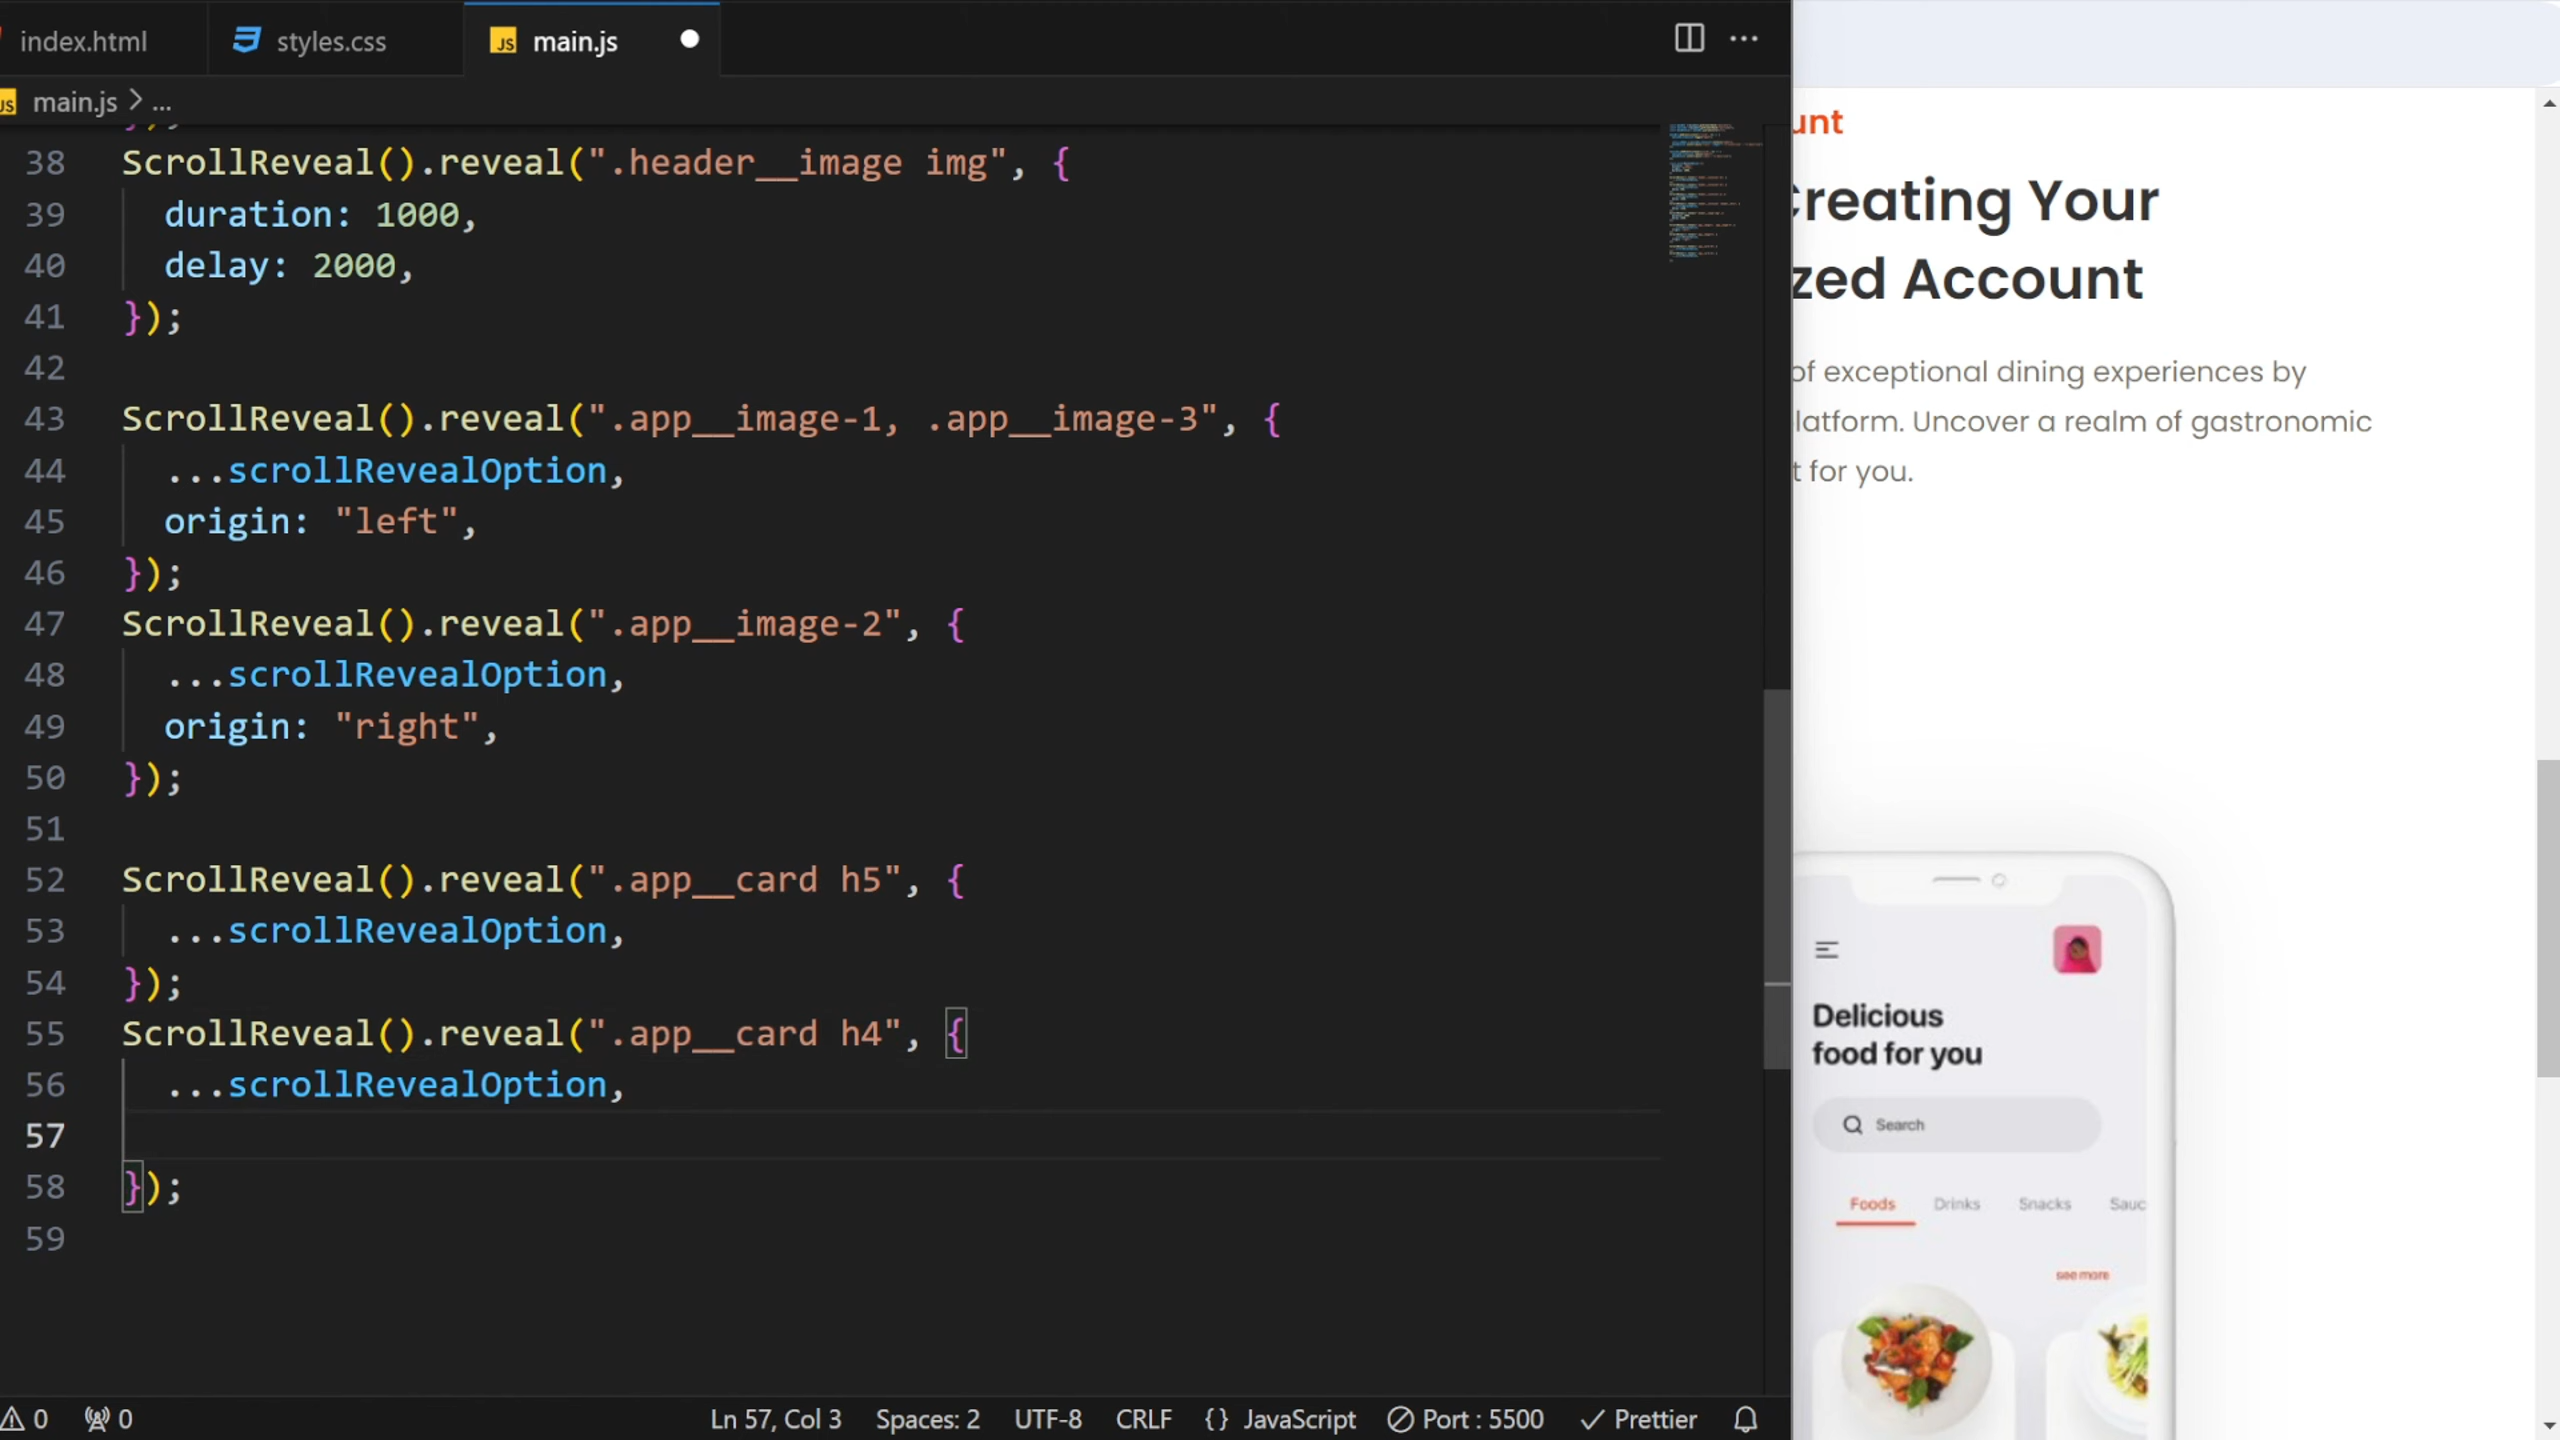 index.html
styles.css
JS main.js
JS main.js > ...
});
38 ScrollReveal().reveal(".header__image img", {
39 duration: 1000,
40 delay: 2000,
41 });
42
43 ScrollReveal().reveal(".app__image-1, .app__image-3", {
44 ...scrollRevealOption,
45 origin: "left",
46 });
47 ScrollReveal().reveal(".app__image-2", {
48 ...scrollRevealOption,
49 origin: "right",
50 });
51
52 ScrollReveal().reveal(".app__card h5", {
53 ...scrollRevealOption,
54 });
55 ScrollReveal().reveal(".app__card h4", {
56 ...scrollRevealOption,
57
58 });
59
0 0 Ln 57, Col 3 Spaces: 2 UTF-8 CRLF {} JavaScript Port : 5500 Prettier
unt
Creating Your
zed Account
of exceptional dining experiences by
latform. Uncover a realm of gastronomic
t for you.
Delicious
food for you
Search
Foods Drinks Snacks Sauc
see more